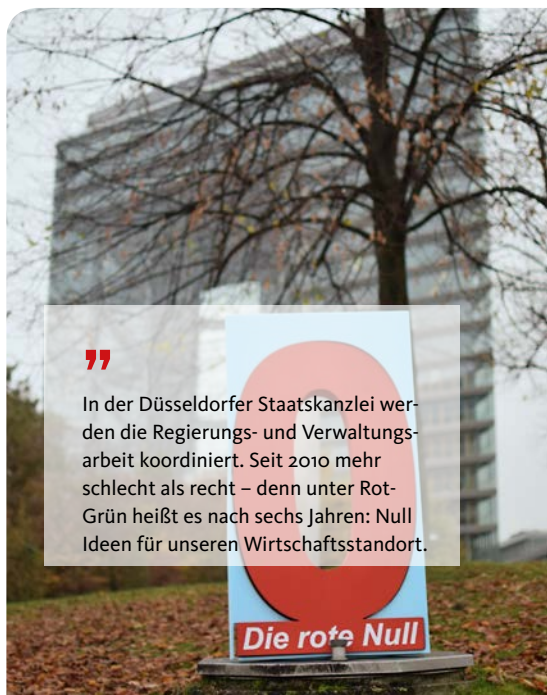 ”
In der Düsseldorfer Staatskanzlei wer-
den die Regierungs- und Verwaltungs-
arbeit koordiniert. Seit 2010 mehr
schlecht als recht – denn unter Rot-
Grün heißt es nach sechs Jahren: Null
Ideen für unseren Wirtschaftsstandort.
0
Die rote Null